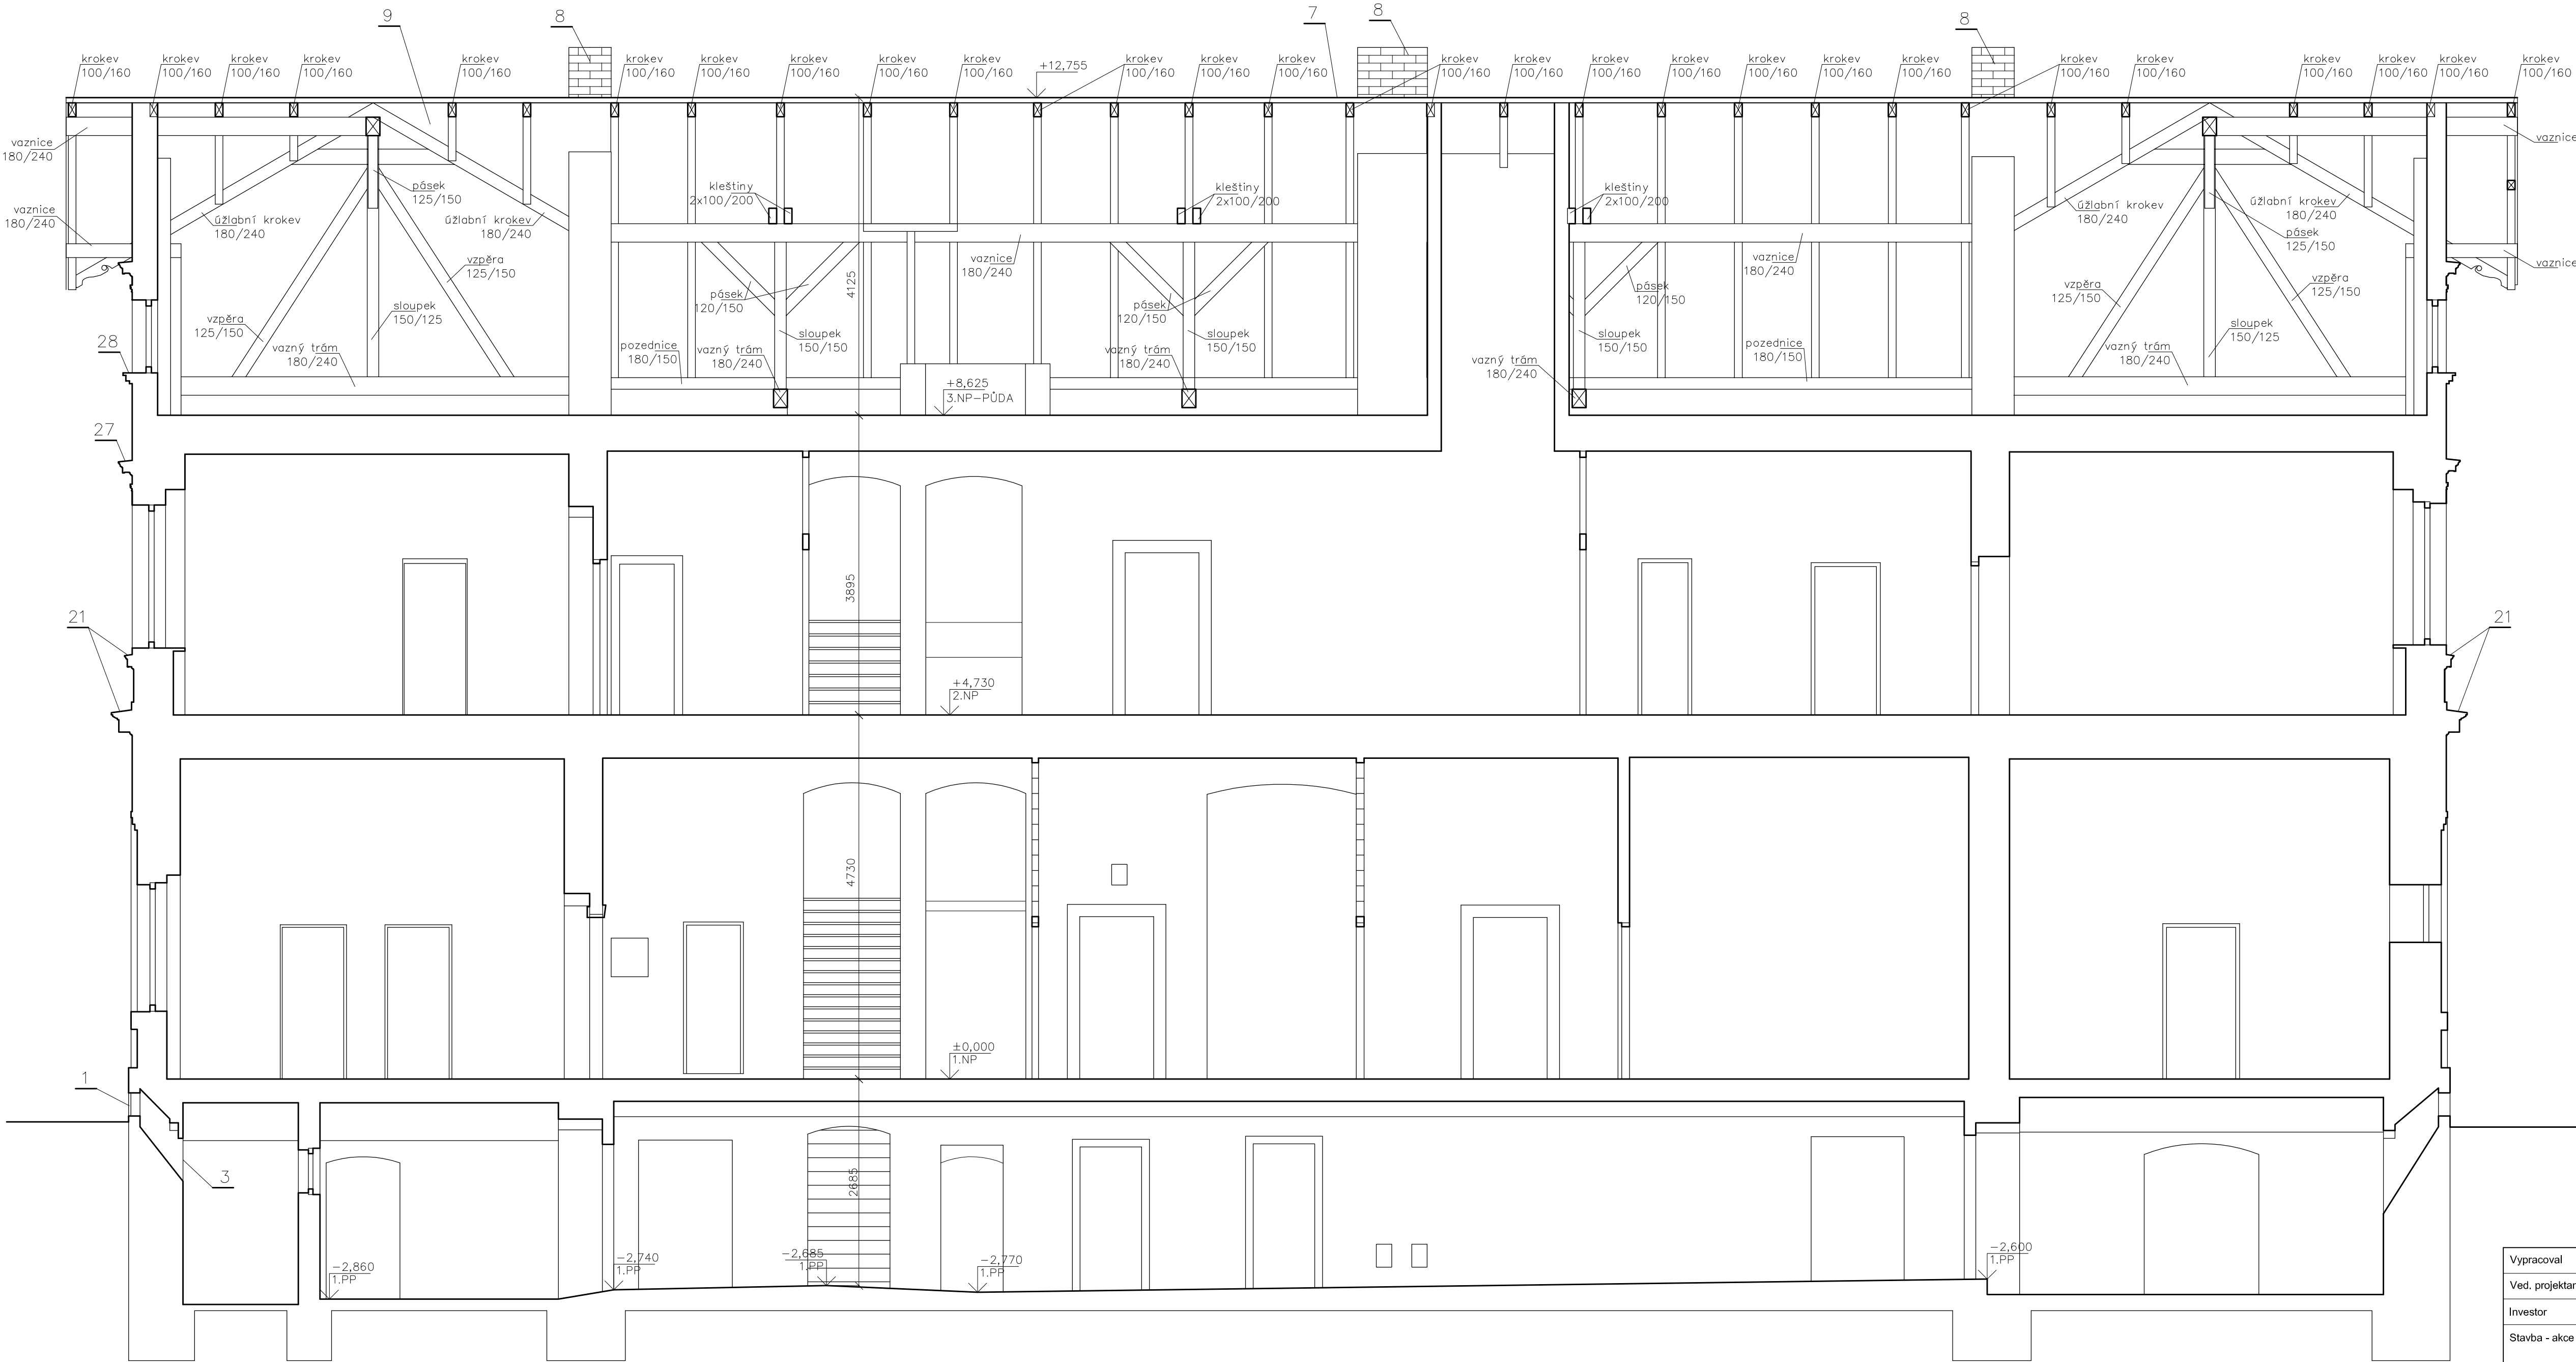 9
8
7
8
8
krokev
100/160
krokev
100/160
krokev
100/160
krokev
100/160
krokev
100/160
krokev
100/160
krokev
100/160
krokev
100/160
krokev
100/160
krokev
100/160
+12,755
krokev
100/160
krokev
100/160
krokev
100/160
krokev
100/160
krokev
100/160
krokev
100/160
krokev
100/160
krokev
100/160
krokev
100/160
krokev
100/160
krokev
100/160
krokev
100/160
krokev
100/160
krokev
100/160
krokev
100/160
krokev
100/160
vaznice
180/240
vaznice
pásek
125/150
kleštiny
2x100/200
kleštiny
2x100/200
kleštiny
2x100/200
vaznice
180/240
úžlabní krokev
180/240
úžlabní krokev
180/240
úžlabní krokev
180/240
úžlabní krokev
180/240
pásek
125/150
vzpěra
125/150
vaznice
180/240
vaznice
180/240
vaznice
4125
pásek
120/150
pásek
120/150
pásek
120/150
vzpěra
125/150
vzpěra
125/150
sloupek
150/125
vzpěra
125/150
sloupek
150/150
sloupek
150/150
sloupek
150/150
sloupek
150/125
28
vazný trám
180/240
pozednice
180/150
vazný trám
180/240
vazný trám
180/240
vazný trám
180/240
pozednice
180/150
vazný trám
180/240
+8,625
3.NP-PŮDA
27
3895
21
21
+4,730
2.NP
4730
±0,000
1.NP
1
3
2685
-2,860
1.PP
-2,740
1.PP
-2,685
1.PP
-2,770
1.PP
-2,600
1.PP
Vypracoval
Ved. projektan
Investor
Stavba - akce